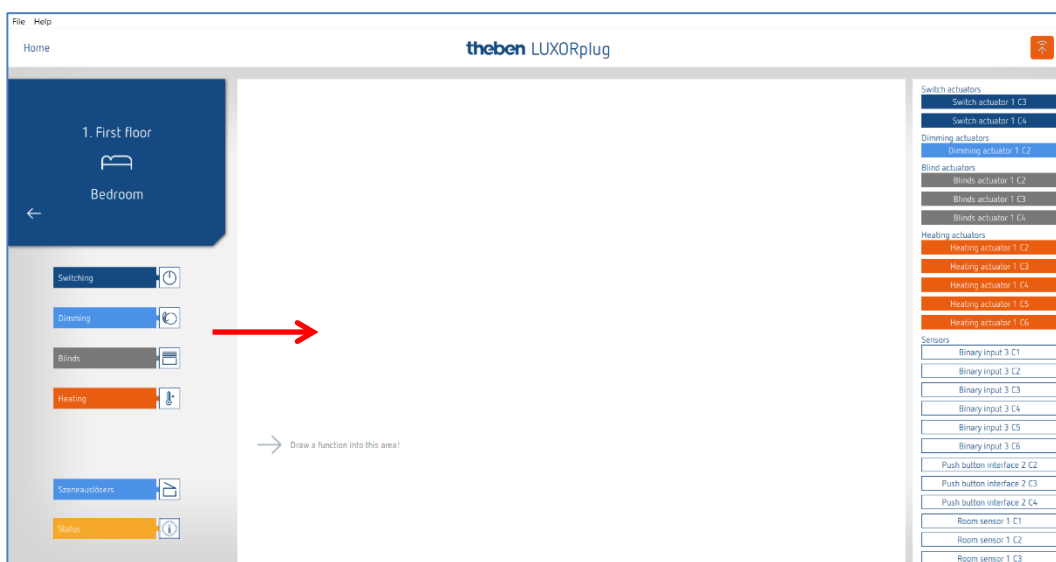 File Help
Home
theben LUXORplug
1. First floor
Bedroom
Switching
Dimming
Blinds
Heating
Szeneauslösers
Status
Draw a function into this area!
Switch actuators
Switch actuator 1 C3
Switch actuator 1 C4
Dimming actuators
Dimming actuator 1 C2
Blind actuators
Blinds actuator 1 C2
Blinds actuator 1 C3
Blinds actuator 1 C4
Heating actuators
Heating actuator 1 C2
Heating actuator 1 C3
Heating actuator 1 C4
Heating actuator 1 C5
Heating actuator 1 C6
Sensors
Binary input 3 C1
Binary input 3 C2
Binary input 3 C3
Binary input 3 C4
Binary input 3 C5
Binary input 3 C6
Push button interface 2 C2
Push button interface 2 C3
Push button interface 2 C4
Room sensor 1 C1
Room sensor 1 C2
Room sensor 1 C3